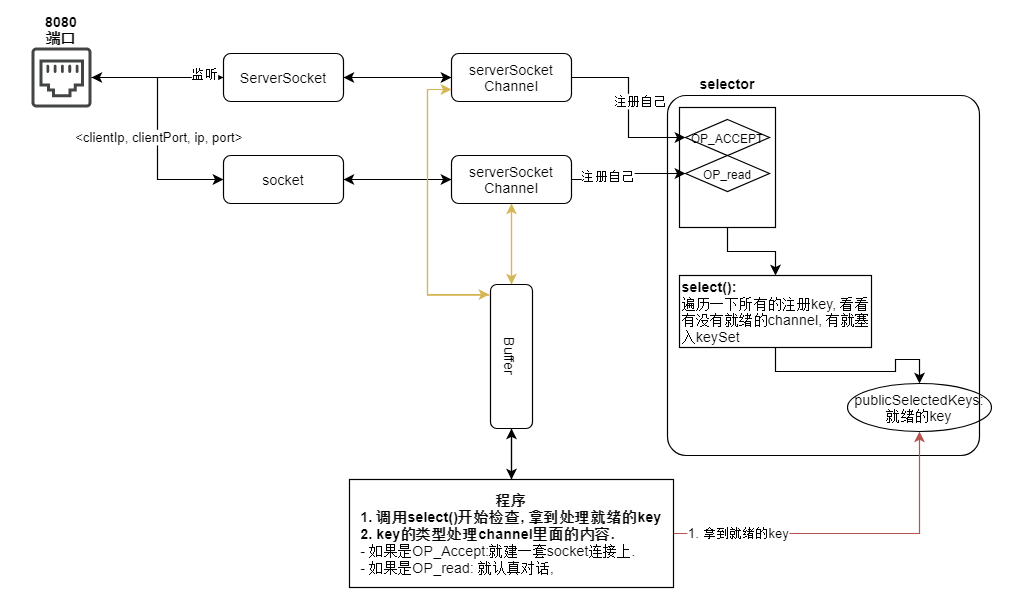 8080
端口
监听
ServerSocket
serverSocket
Channel
selector
注册自己
<clientIp, clientPort, ip, port>
OP_ACCEPT
socket
serverSocket
Channel
注册自己
OP_read
select():
遍历一下所有的注册key, 看看
有没有就绪的channel, 有就塞
入keySet
Buffer
publicSelectedKeys:
就绪的key
程序
1. 调用select()开始检查, 拿到处理就绪的key
2. key的类型处理channel里面的内容.
- 如果是OP_Accept:就建一套socket连接上.
- 如果是OP_read: 就认真对话,
1. 拿到就绪的key